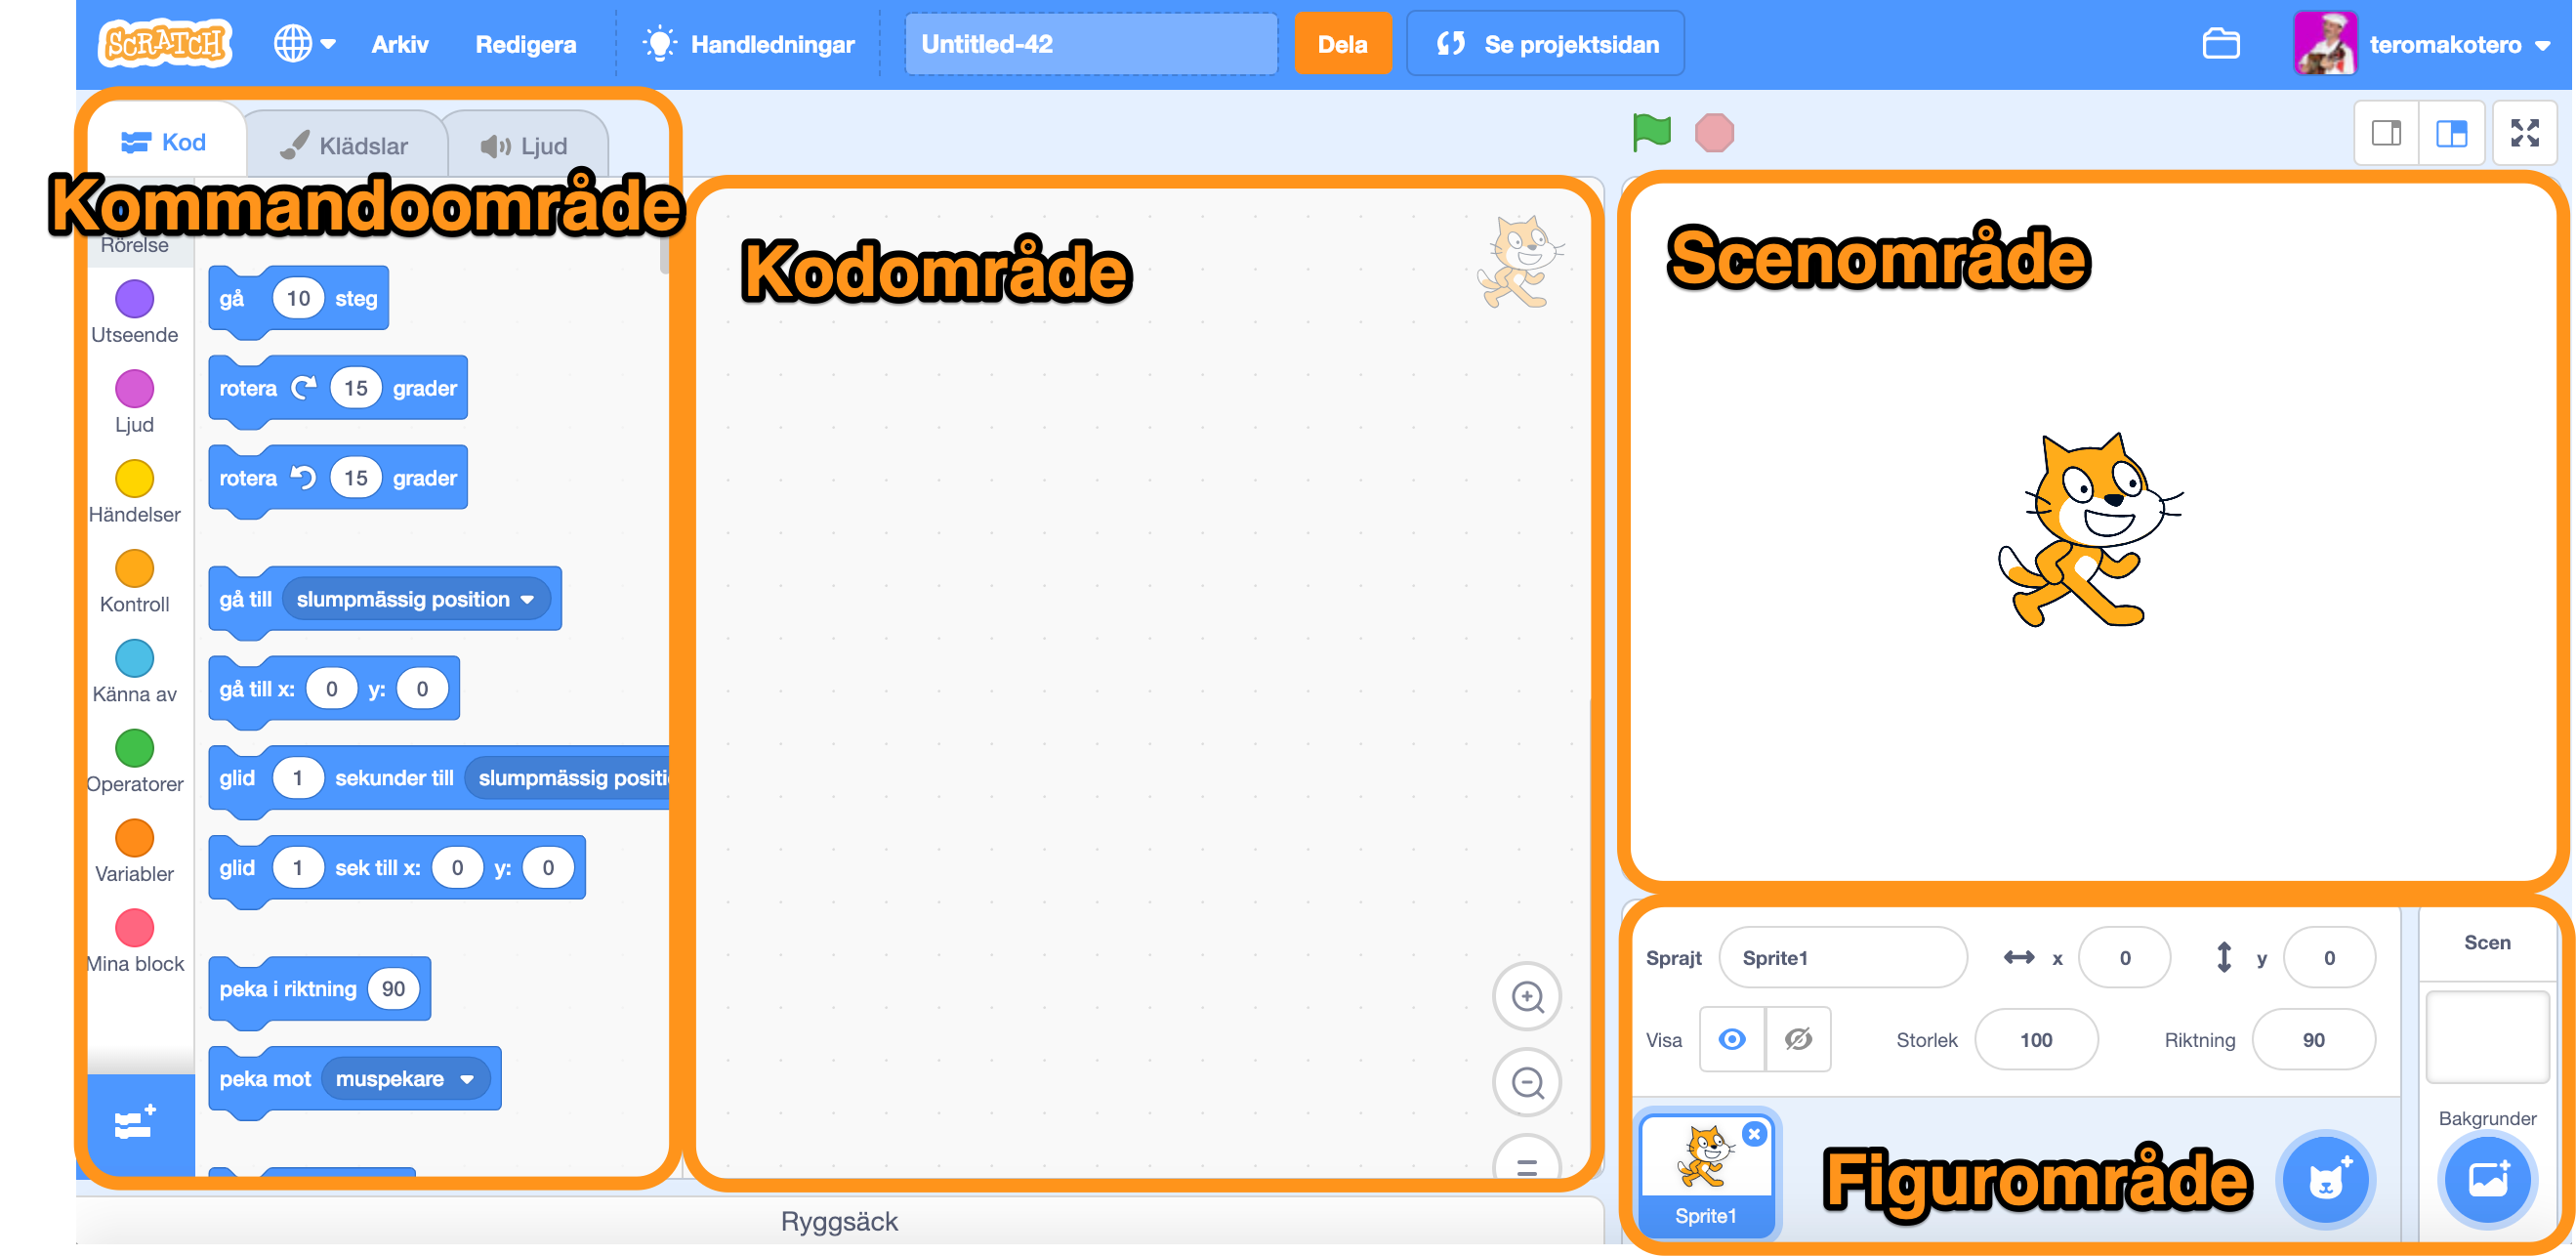 SCRATCH
Arkiv
Redigera
Handledningar
Untitled-42
Dela
Se projektsidan
teromakotero
Kod
Klädslar
Ljud
Kommandoområde
Rörelse
Utseende
Ljud
Händelser
Kontroll
Känna av
Operatorer
Variabler
Mina block
gå 10 steg
rotera 15 grader
rotera 15 grader
gå till slumpmässig position
gå till x: 0 y: 0
glid 1 sekunder till slumpmässig positi
glid 1 sek till x: 0 y: 0
peka i riktning 90
peka mot muspekare
Kodområde
Ryggsäck
Scenområde
Sprajt Sprite1 x 0 y 0
Visa Storlek 100 Riktning 90
Sprite1
Figurområde
Scen
Bakgrunder